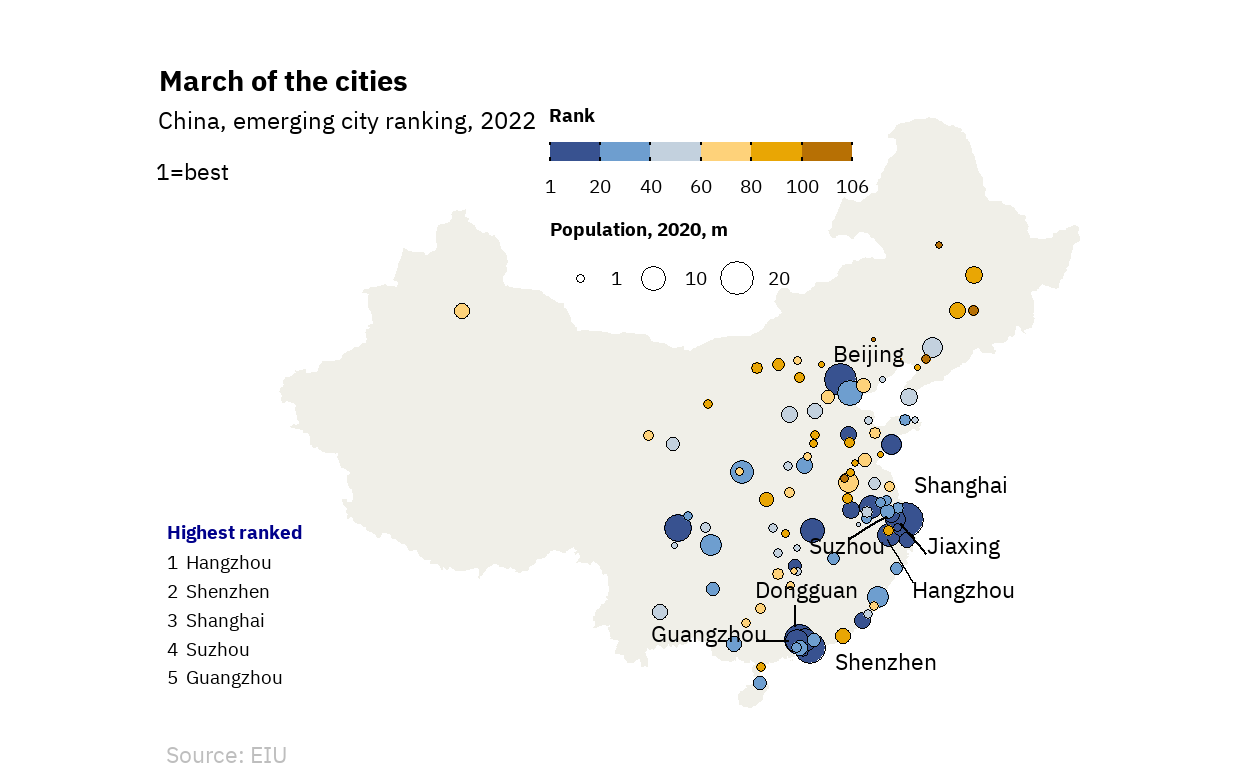 March of the cities
China, emerging city ranking, 2022
1=best
Rank
1 20 40 60 80 100 106
Population, 2020, m
1 10 20
Beijing
Shanghai
Suzhou
Jiaxing
Hangzhou
Dongguan
Guangzhou
Shenzhen
Highest ranked
1 Hangzhou
2 Shenzhen
3 Shanghai
4 Suzhou
5 Guangzhou
Source: EIU